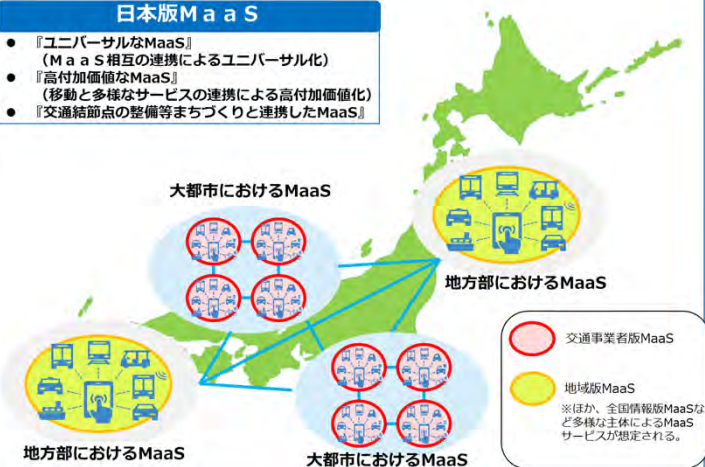 日本版MaaS
● 『ユニバーサルなMaaS』
（MaaS相互の連携によるユニバーサル化）
● 『高付加価値なMaaS』
（移動と多様なサービスの連携による高付加価値化）
● 『交通結節点の整備等まちづくりと連携したMaaS』
大都市におけるMaaS
地方部におけるMaaS
交通事業者版MaaS
地域版MaaS
※ほか、全国情報版MaaSな
ど多様な主体によるMaaS
サービスが想定される。
地方部におけるMaaS
大都市におけるMaaS